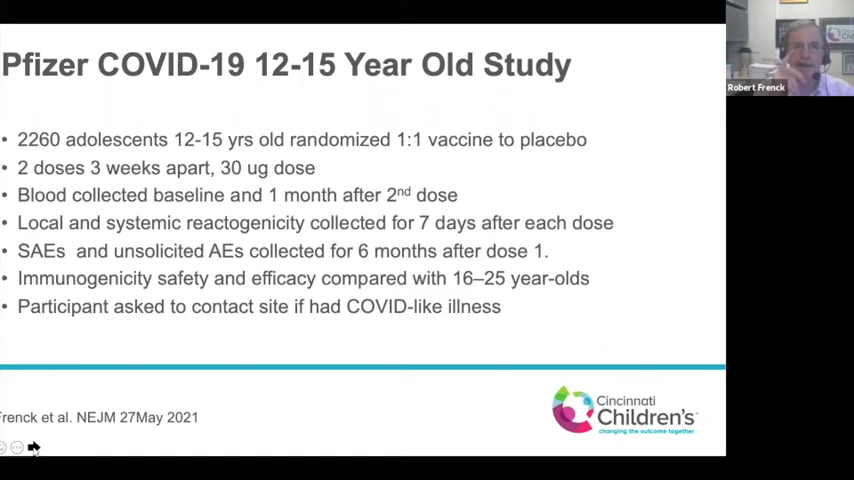 Pfizer COVID-19 12-15 Year Old Study
• 2260 adolescents 12-15 yrs old randomized 1:1 vaccine to placebo
• 2 doses 3 weeks apart, 30 ug dose
• Blood collected baseline and 1 month after 2nd dose
• Local and systemic reactogenicity collected for 7 days after each dose
• SAEs and unsolicited AEs collected for 6 months after dose 1.
• Immunogenicity safety and efficacy compared with 16–25 year-olds
• Participant asked to contact site if had COVID-like illness
Frenck et al. NEJM 27May 2021
Cincinnati
Children's
changing the outcome together
Robert Frenck